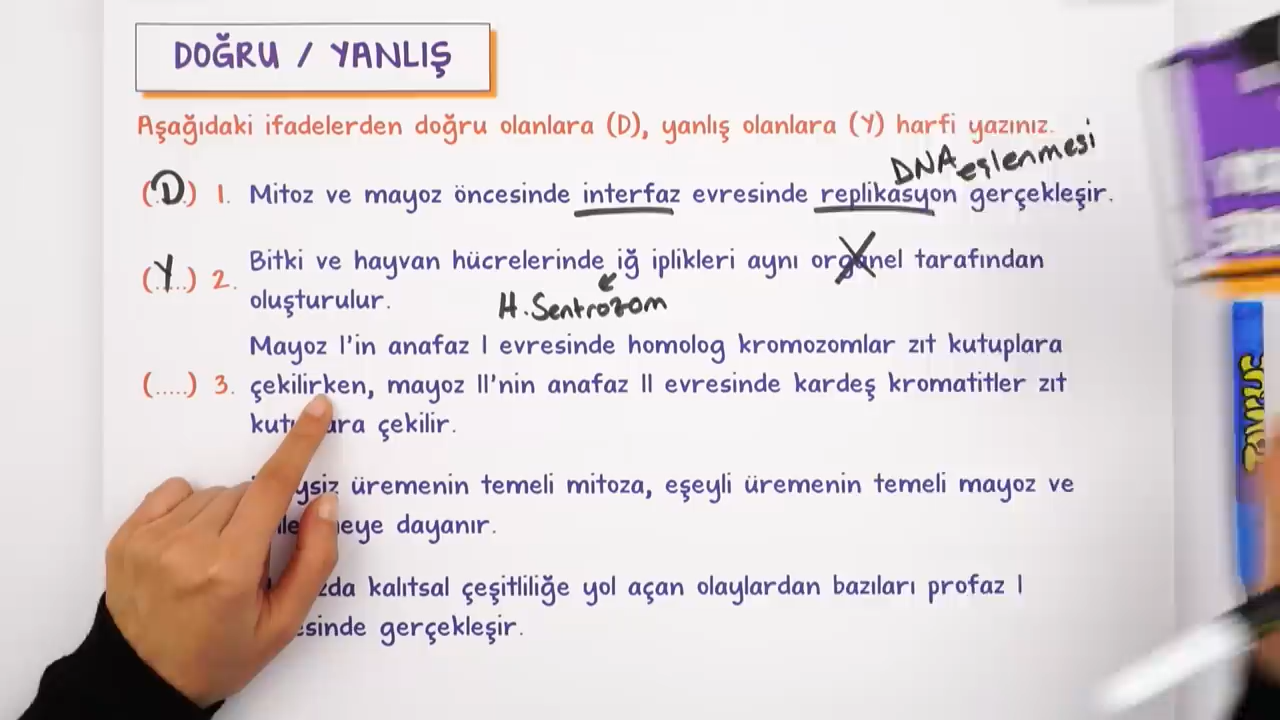 DOĞRU / YANLIŞ
Aşağıdaki ifadelerden doğru olanlara (D), yanlış olanlara (Y) harfi yazınız.
DNA eşlenmesi
(D) 1. Mitoz ve mayoz öncesinde interfaz evresinde replikasyon gerçekleşir.
(Y) 2. Bitki ve hayvan hücrelerinde iğ iplikleri aynı organel tarafından
oluşturulur.
H. Sentrozom
Mayoz I'in anafaz I evresinde homolog kromozomlar zıt kutuplara
(.....) 3. çekilirken, mayoz II'nin anafaz II evresinde kardeş kromatitler zıt
çekilir.
üremenin temeli mitoza, eşeyli üremenin temeli mayoz ve
dayanır.
kalıtsal çeşitliliğe yol açan olaylardan bazıları profaz I
gerçekleşir.